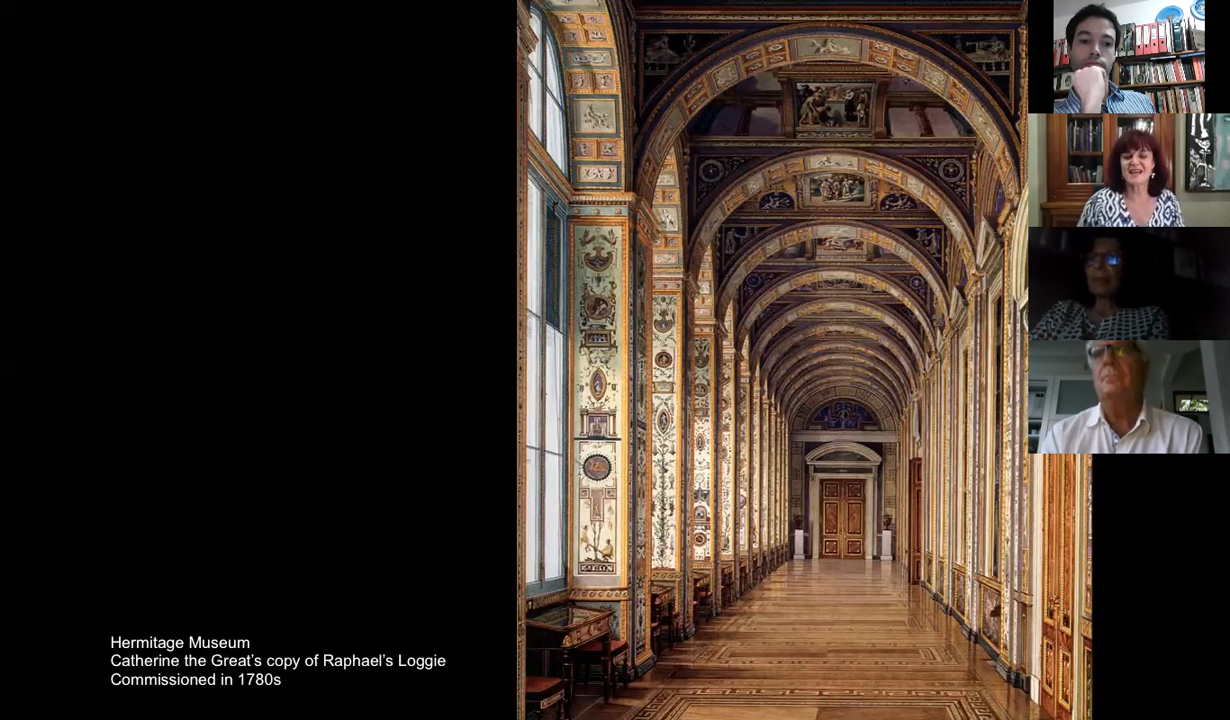 Hermitage Museum
Catherine the Great’s copy of Raphael’s Loggie
Commissioned in 1780s